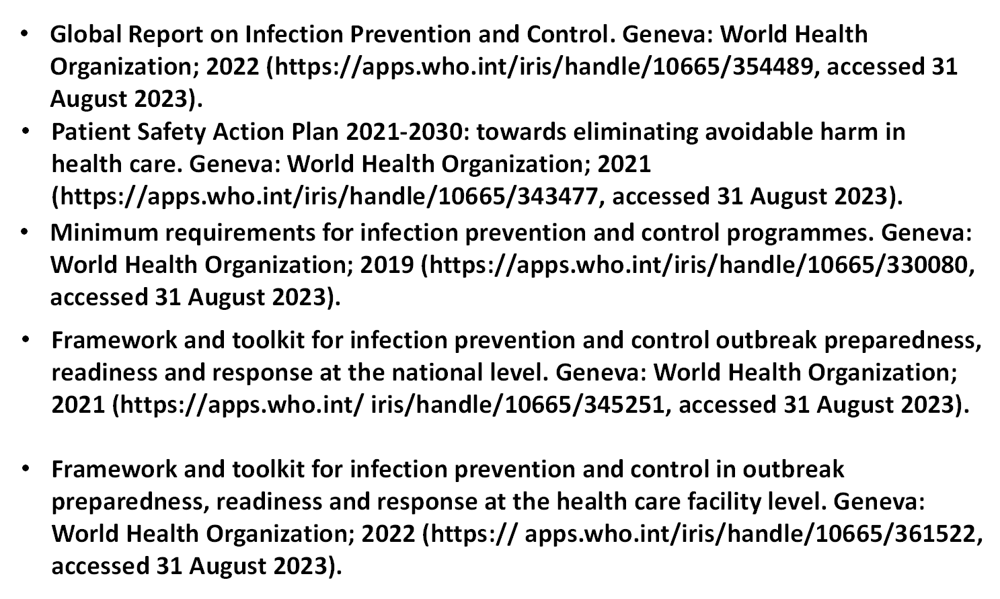 • Global Report on Infection Prevention and Control. Geneva: World Health
Organization; 2022 (https://apps.who.int/iris/handle/10665/354489, accessed 31
August 2023).
• Patient Safety Action Plan 2021-2030: towards eliminating avoidable harm in
health care. Geneva: World Health Organization; 2021
(https://apps.who.int/iris/handle/10665/343477, accessed 31 August 2023).
• Minimum requirements for infection prevention and control programmes. Geneva:
World Health Organization; 2019 (https://apps.who.int/iris/handle/10665/330080,
accessed 31 August 2023).
• Framework and toolkit for infection prevention and control outbreak preparedness,
readiness and response at the national level. Geneva: World Health Organization;
2021 (https://apps.who.int/ iris/handle/10665/345251, accessed 31 August 2023).
• Framework and toolkit for infection prevention and control in outbreak
preparedness, readiness and response at the health care facility level. Geneva:
World Health Organization; 2022 (https:// apps.who.int/iris/handle/10665/361522,
accessed 31 August 2023).